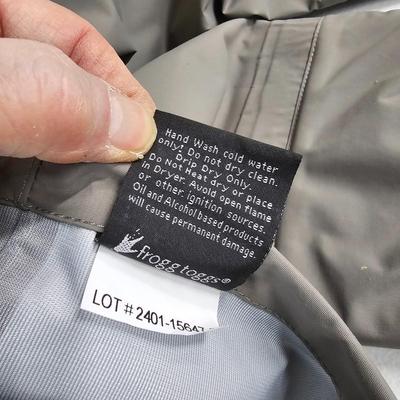 Hand Wash cold water
only! Do not dry clean.
Drip Dry Only.
Do Not Heat dry or place
in Dryer. Avoid open flame
or other ignition sources.
Oil and Alcohol based products
will cause permanent damage.
frogg toggs®
LOT # 2401-15647